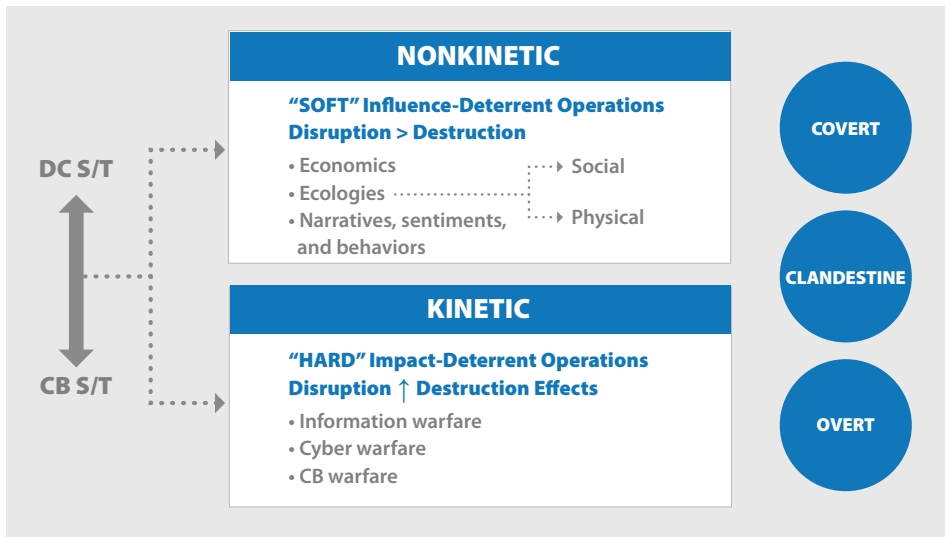 DC S/T
CB S/T
NONKINETIC
“SOFT” Influence-Deterrent Operations
Disruption > Destruction
• Economics
• Ecologies
• Narratives, sentiments,
and behaviors
Social
Physical
KINETIC
“HARD” Impact-Deterrent Operations
Disruption ↑ Destruction Effects
• Information warfare
• Cyber warfare
• CB warfare
COVERT
CLANDESTINE
OVERT